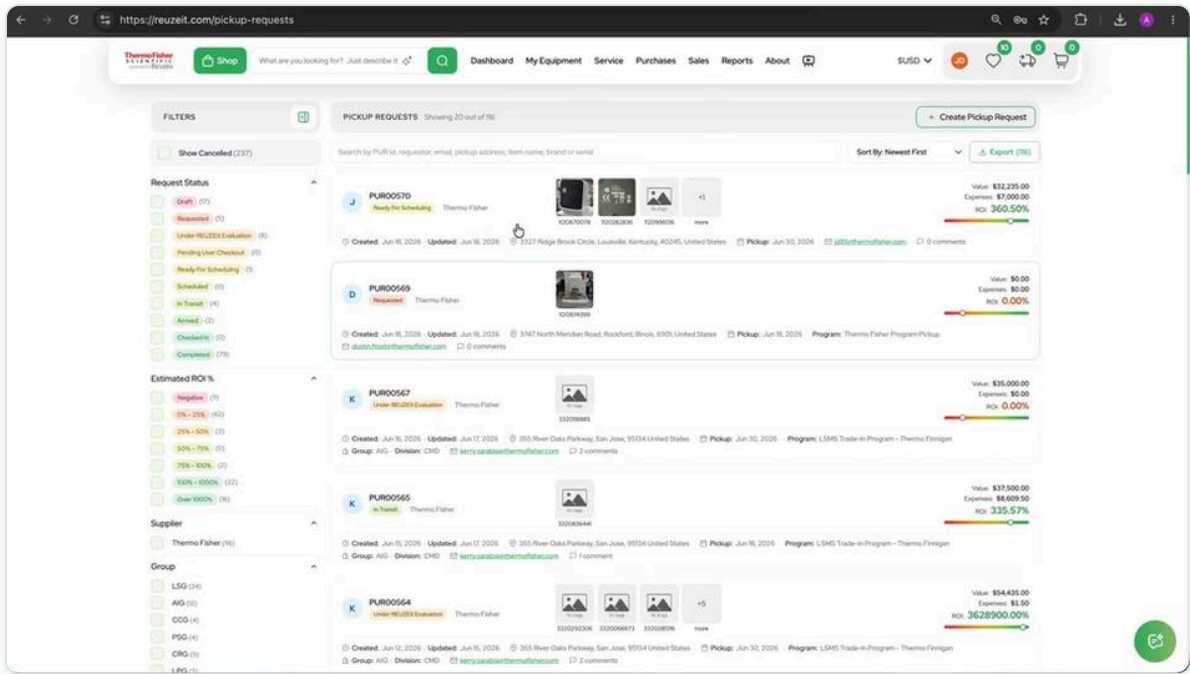 https://reuzeit.com/pickup-requests
ThermoFisher
SCIENTIFIC
Shop
What are you looking for? Just describe it
Dashboard
My Equipment
Service
Purchases
Sales
Reports
About
$USD
JD
10
0
0
FILTERS
Show Cancelled (237)
Request Status
Draft (17)
Requested (5)
Under REUZEit Evaluation (8)
Pending User Checkout (0)
Ready For Scheduling (1)
Scheduled (0)
In Transit (4)
Arrived (2)
Checked In (0)
Completed (79)
Estimated ROI %
Negative (11)
0% - 25% (62)
25% - 50% (3)
50% - 75% (0)
75% - 100% (2)
100% - 1000% (22)
Over 1000% (16)
Supplier
Thermo Fisher (116)
Group
LSG (24)
AIG (12)
CCG (4)
PSG (4)
CRG (3)
PICKUP REQUESTS Showing 20 out of 116
+ Create Pickup Request
Search by PUR id, requestor, email, pickup address, item name, brand or serial
Sort By: Newest First
Export (116)
J
PUR00570
Ready For Scheduling Thermo Fisher
+1
more
Value: $32,235.00
Expenses: $7,000.00
ROI: 360.50%
Created: Jun 18, 2026 · Updated: Jun 18, 2026 3327 Ridge Brook Circle, Louisville, Kentucky, 40245, United States Pickup: Jun 30, 2026 0 comments
D
PUR00569
Requested Thermo Fisher
Value: $0.00
Expenses: $0.00
ROI: 0.00%
Created: Jun 18, 2026 · Updated: Jun 18, 2026 3747 North Meridian Road, Rockford, Illinois, 61101, United States Pickup: Jun 18, 2026 Program: Thermo Fisher Program Pickup
0 comments
K
PUR00567
Under REUZEit Evaluation Thermo Fisher
Value: $35,000.00
Expenses: $0.00
ROI: 0.00%
Created: Jun 16, 2026 · Updated: Jun 17, 2026 355 River Oaks Parkway, San Jose, 95134 United States Pickup: Jun 30, 2026 Program: LSMS Trade-in Program - Thermo Finnigan
Group: AIG · Division: CMD 2 comments
K
PUR00565
In Transit Thermo Fisher
Value: $37,500.00
Expenses: $8,609.50
ROI: 335.57%
Created: Jun 15, 2026 · Updated: Jun 17, 2026 355 River Oaks Parkway, San Jose, 95134 United States Pickup: Jun 16, 2026 Program: LSMS Trade-in Program - Thermo Finnigan
Group: AIG · Division: CMD 1 comment
K
PUR00564
Under REUZEit Evaluation Thermo Fisher
+5
more
Value: $54,435.00
Expenses: $1.50
ROI: 3628900.00%
Created: Jun 12, 2026 · Updated: Jun 15, 2026 355 River Oaks Parkway, San Jose, 95134 United States Pickup: Jun 30, 2026 Program: LSMS Trade-in Program - Thermo Finnigan
Group: AIG · Division: CMD 2 comments